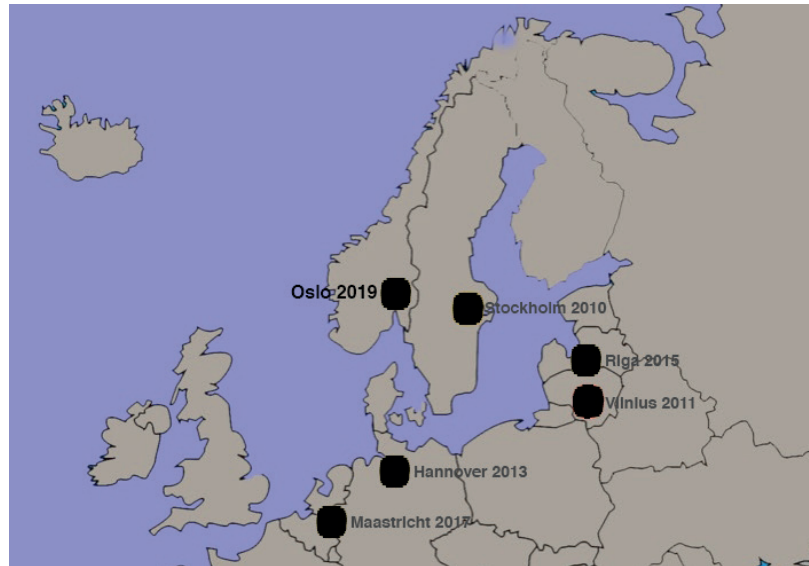 Oslo 2019
Stockholm 2010
Riga 2015
Vilnius 2011
Hannover 2013
Maastricht 2017